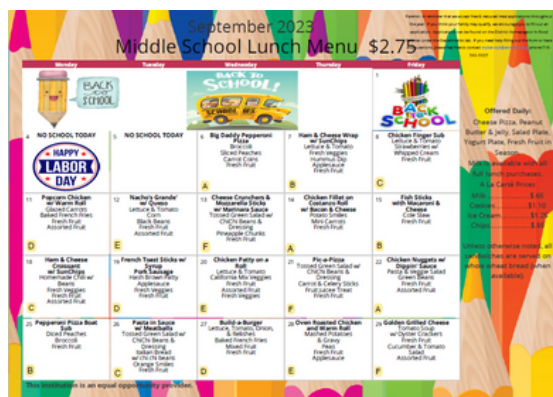 September 2023
Middle School Lunch Menu $2.75
Monday Tuesday Wednesday Thursday Friday
BACK
to
SCHOOL
BACK TO
SCHOOL!
SCHOOL BUS
1
Back
to
SCHOOL
4 NO SCHOOL TODAY
HAPPY
LABOR
DAY
5 NO SCHOOL TODAY
6 Big Daddy Pepperoni
Pizza
Broccoli
Sliced Peaches
Carrot Coins
Fresh Fruit
A
7 Ham & Cheese Wrap
w/ SunChips
Lettuce & Tomato
Fresh Veggies
Hummus Dip
Applesauce
Fresh Fruit
B
8 Chicken Finger Sub
Lettuce & Tomato
Strawberries w/
Whipped Cream
Fresh Fruit
C
11 Popcorn Chicken
w/ Warm Roll
Glazed Carrots
Baked French Fries
Fresh Fruit
Assorted Fruit
D
12 Nacho's Grande'
w/ Queso
Lettuce & Tomato
Corn
Black Beans
Fresh Fruit
Assorted Fruit
E
13 Cheese Crunchers &
Mozzarella Sticks
w/ Marinara Sauce
Tossed Green Salad w/
Chick Beans &
Dressing
Pineapple Chunks
Fresh Fruit
F
14 Chicken Fillet on
Costanzo Roll
w/ Bacon & Cheese
Potato Smiles
Mini Carrots
Fresh Fruit
A
15 Fish Sticks
with Macaroni &
Cheese
Cole Slaw
Fresh Fruit
B
18 Ham & Cheese
Croissant
w/ SunChips
Homemade Chili w/
Beans
Fresh Veggies
Fresh Fruit
Assorted Fruit
C
19 French Toast Sticks w/
Syrup
Pork Sausage
Hash Brown Patty
Applesauce
Fresh Veggies
Fresh Fruit
D
20 Chicken Patty on a
Roll
Lettuce & Tomato
California Mix Veggies
Fresh Fruit
Assorted Fruit
Fresh Veggies
E
21 Pic-a-Pizza
Tossed Green Salad w/
Chick Beans &
Dressing
Carrot & Celery Sticks
Fruit Juicee Treat
Fresh Fruit
F
22 Chicken Nuggets w/
Dippin' Sauce
Pasta & Veggie Salad
Green Beans
Fresh Fruit
Assorted Fruit
A
25 Pepperoni Pizza Boat
Sub
Diced Peaches
Broccoli
Fresh Fruit
B
26 Pasta in Sauce
w/ Meatballs
Tossed Green Salad w/
Chick Beans &
Dressing
Italian Bread
w/ Chick Beans
Orange Smiles
Fresh Fruit
C
27 Build-a-Burger
Lettuce, Tomato, Onion,
& Relishes
Baked French Fries
Mixed Fruit
Fresh Fruit
D
28 Oven Roasted Chicken
and Warm Roll
Mashed Potatoes
& Gravy
Peas
Fresh Fruit
Applesauce
E
29 Golden Grilled Cheese
Tomato Soup
w/ Oyster Crackers
Fresh Fruit
Cucumber & Tomato
Salad
Assorted Fruit
F
Offered Daily:
Cheese Pizza, Peanut
Butter & Jelly, Salad Plate,
Yogurt Plate, Fresh Fruit in
Season.
Milk is available with all
full lunch purchases.
A La Carte Prices
Milk $.65
Cookies $1.10
Ice Cream $1.25
Chips
Unless otherwise noted, all
sandwiches are served on
whole wheat bread (when
available).
This institution is an equal opportunity provider.